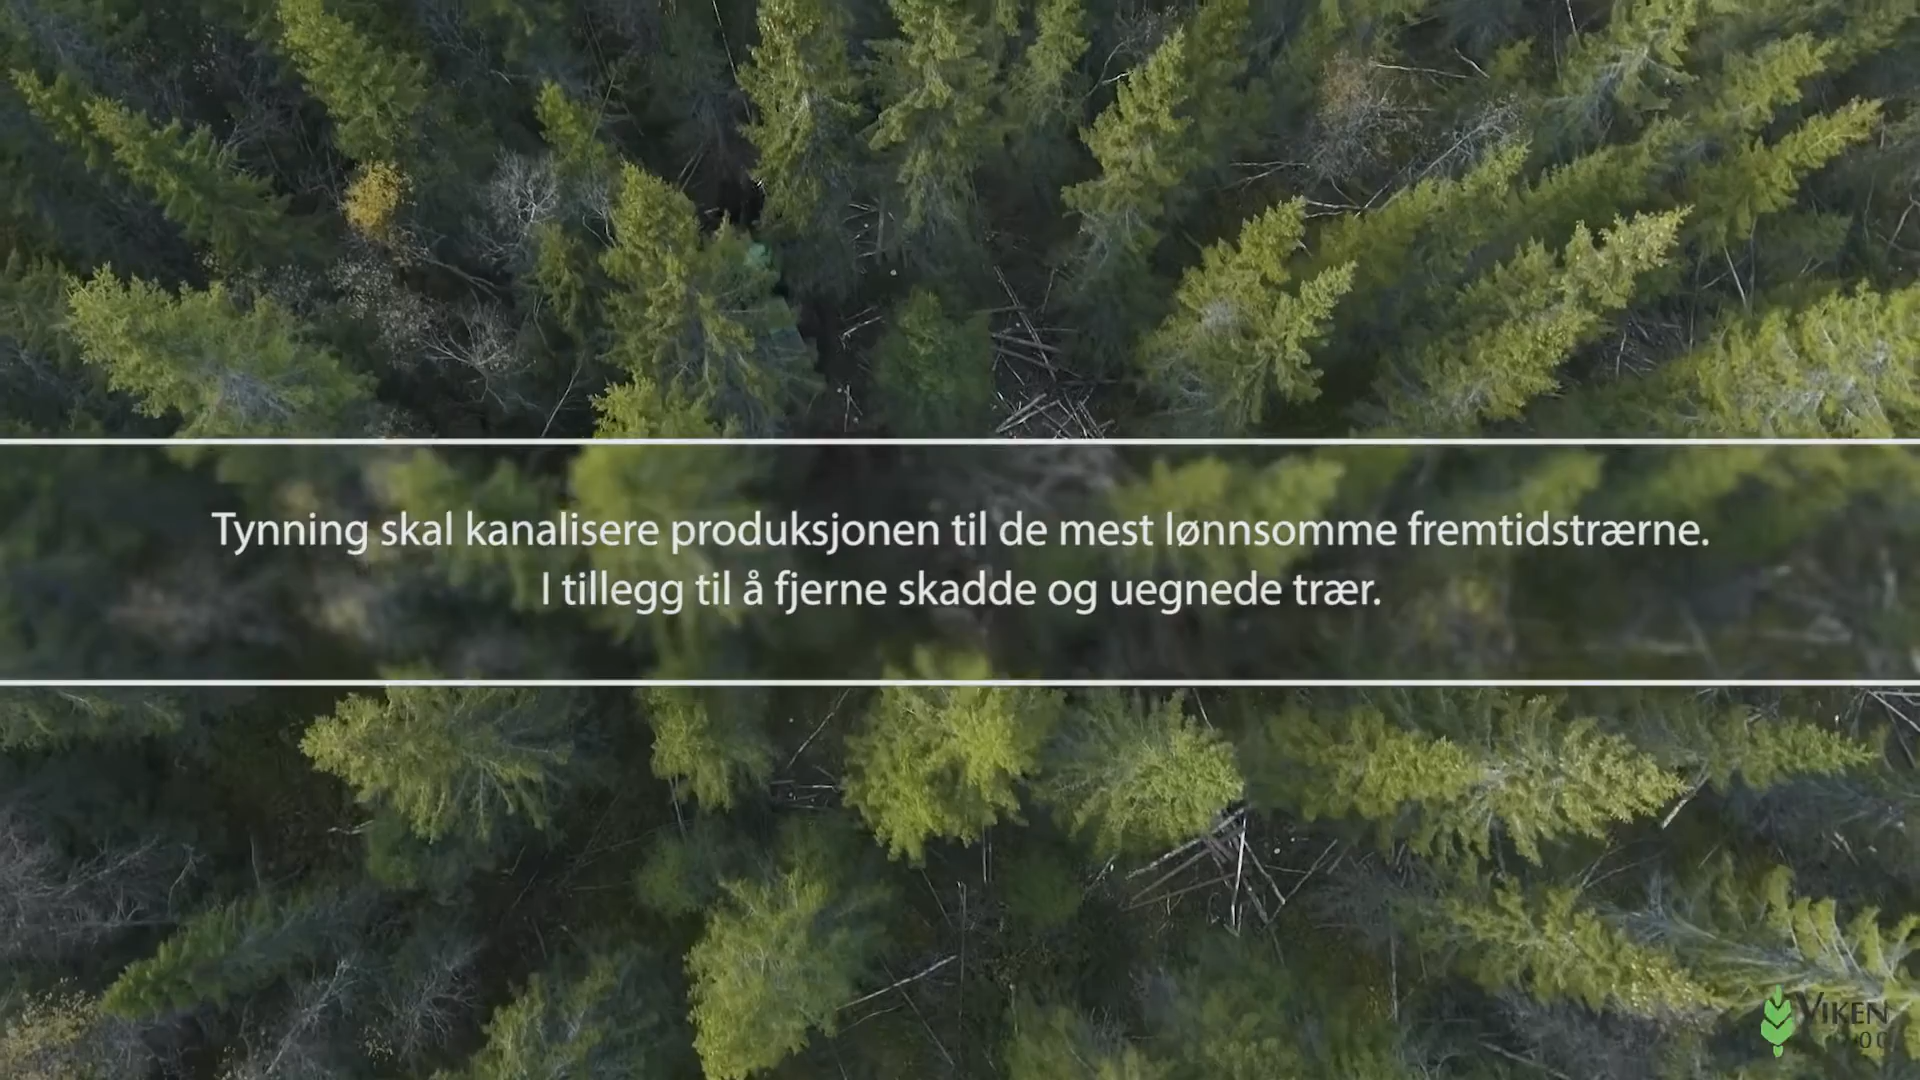 Tynning skal kanalisere produksjonen til de mest lønnsomme fremtidstrærne.
I tillegg til å fjerne skadde og uegnede trær.
VIKEN